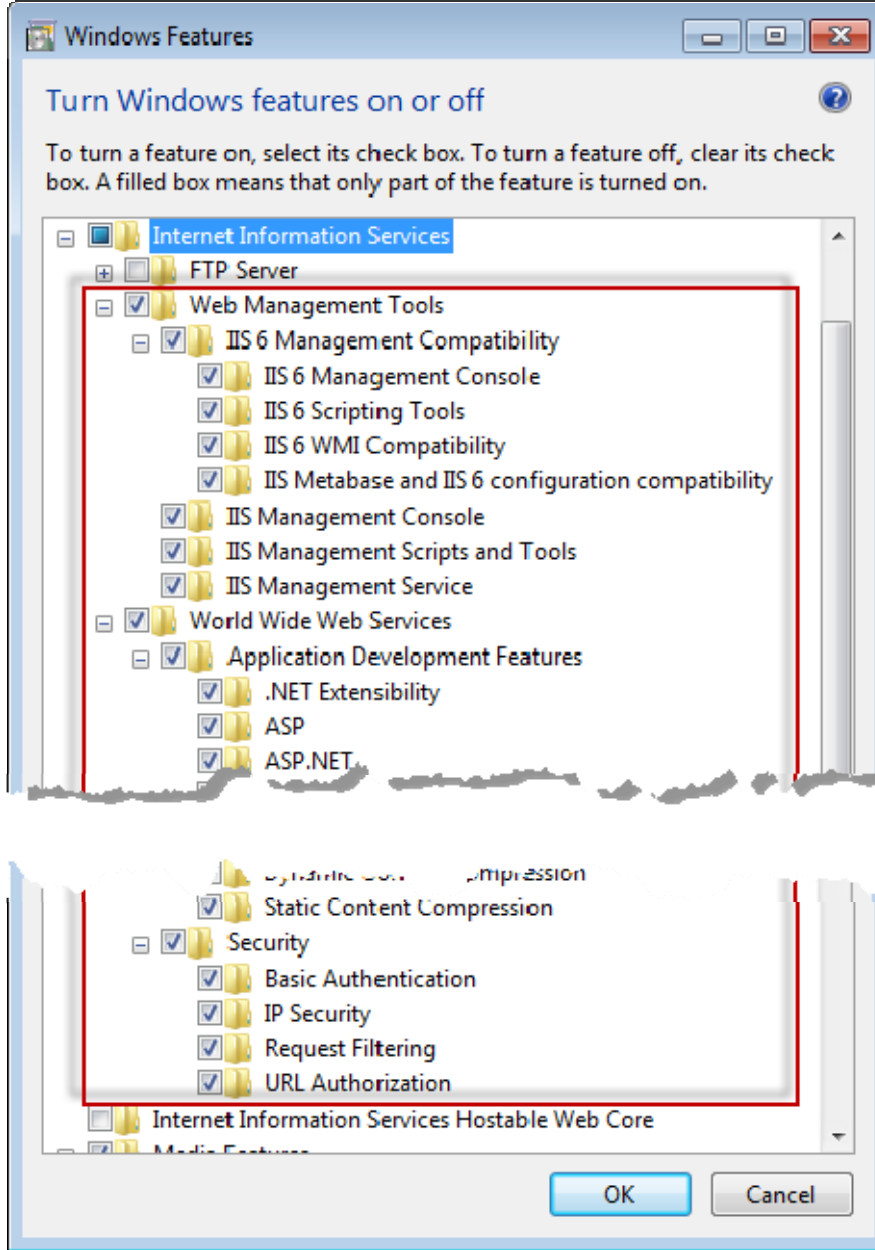 Windows Features
Turn Windows features on or off
To turn a feature on, select its check box. To turn a feature off, clear its check
box. A filled box means that only part of the feature is turned on.
Internet Information Services
FTP Server
Web Management Tools
IIS 6 Management Compatibility
IIS 6 Management Console
IIS 6 Scripting Tools
IIS 6 WMI Compatibility
IIS Metabase and IIS 6 configuration compatibility
IIS Management Console
IIS Management Scripts and Tools
IIS Management Service
World Wide Web Services
Application Development Features
.NET Extensibility
ASP
ASP.NET
Static Content Compression
Security
Basic Authentication
IP Security
Request Filtering
URL Authorization
Internet Information Services Hostable Web Core
OK
Cancel